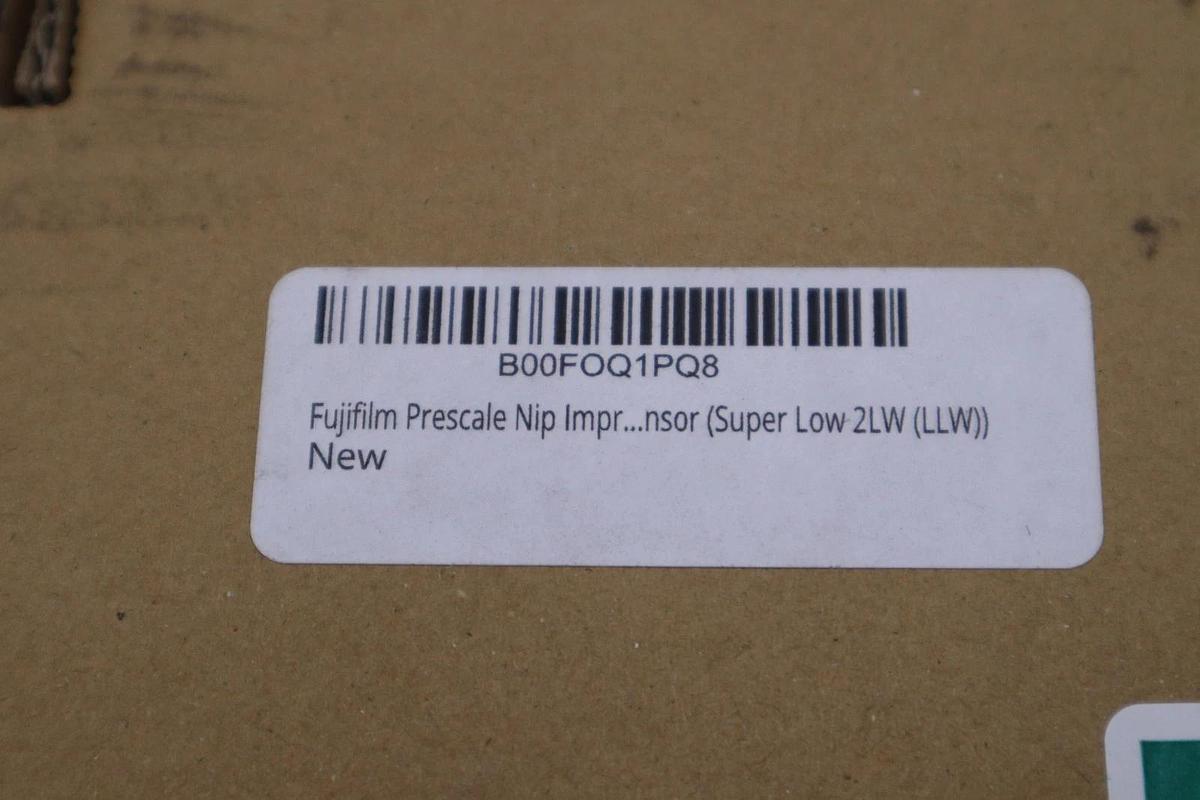 B00FOQ1PQ8
Fujifilm Prescale Nip Impr...nsor (Super Low 2LW (LLW))
New